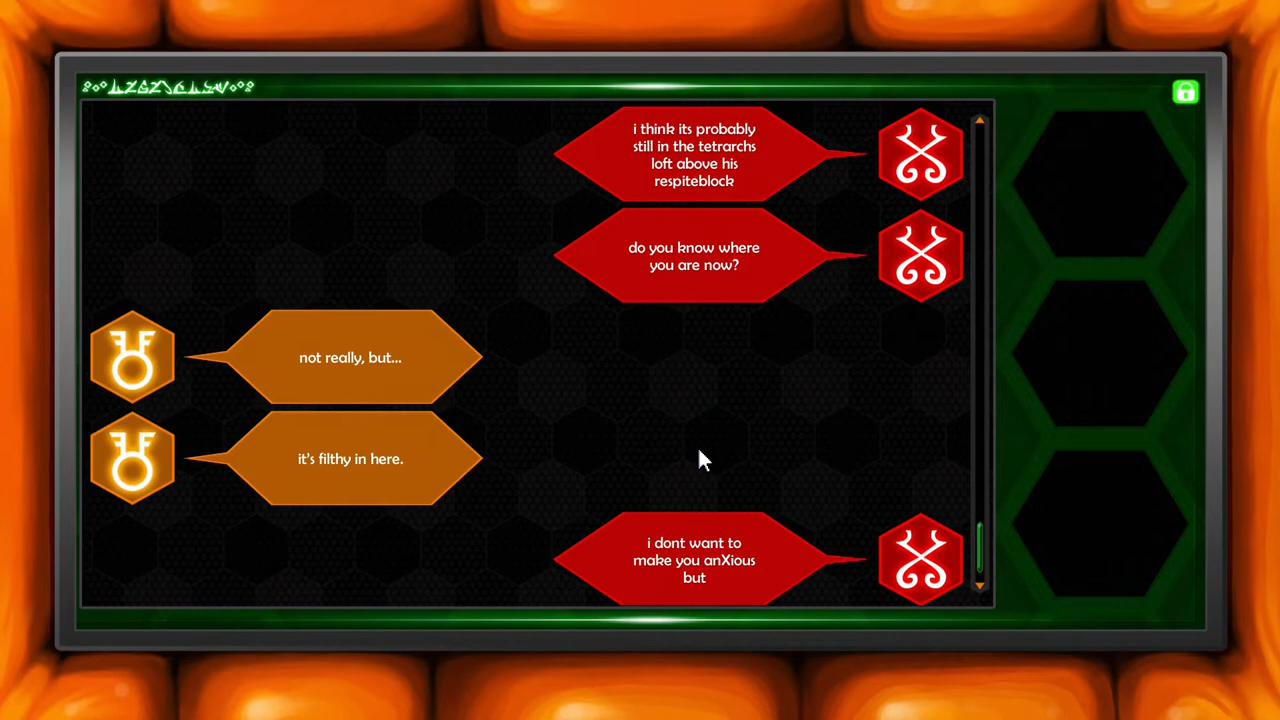 i think its probably
still in the tetrarchs
loft above his
respiteblock
do you know where
you are now?
not really, but...
it's filthy in here.
i dont want to
make you anXious
but